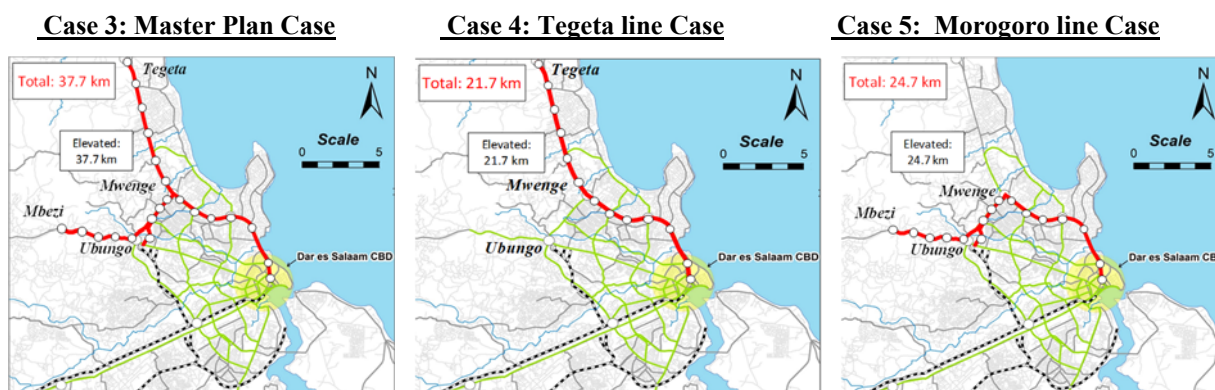 Case 3: Master Plan Case
Case 4: Tegeta line Case
Case 5: Morogoro line Case
Total: 37.7 km
Tegeta
N
Elevated:
37.7 km
Scale
0
5
Mwenge
Mbezi
Ubungo
Dar es Salaam CBD
Total: 21.7 km
Tegeta
N
Elevated:
21.7 km
Scale
0
5
Mwenge
Ubungo
Dar es Salaam CBD
Total: 24.7 km
N
Elevated:
24.7 km
Scale
0
5
Mwenge
Mbezi
Ubungo
Dar es Salaam CB